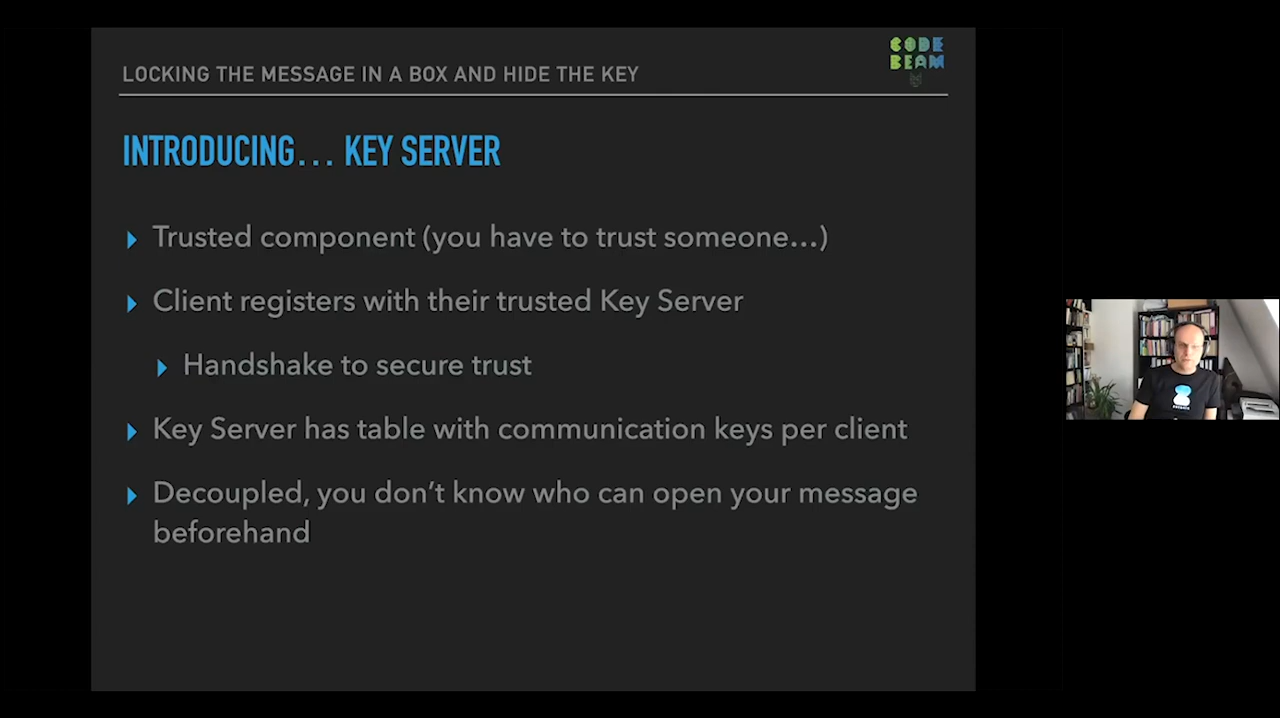 LOCKING THE MESSAGE IN A BOX AND HIDE THE KEY
CODE
BEAM
INTRODUCING... KEY SERVER
Trusted component (you have to trust someone...)
Client registers with their trusted Key Server
Handshake to secure trust
Key Server has table with communication keys per client
Decoupled, you don’t know who can open your message
beforehand